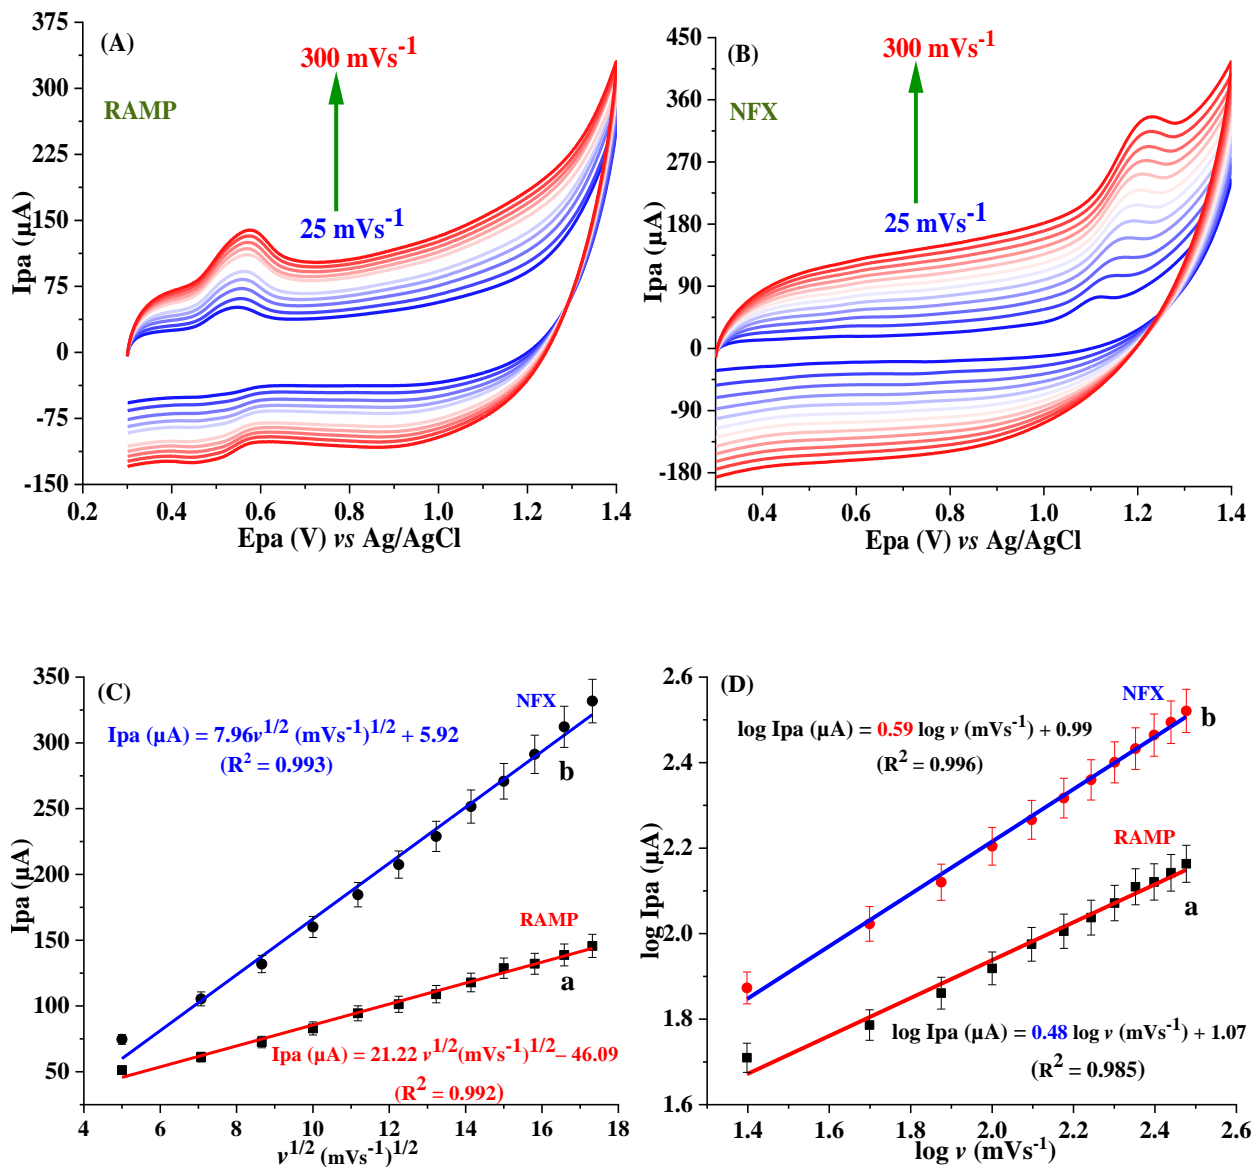 (A)
300 mVs⁻¹
RAMP
25 mVs⁻¹
Ipa (µA)
375
300
225
150
75
0
-75
-150
0.2 0.4 0.6 0.8 1.0 1.2 1.4
Epa (V) vs Ag/AgCl
(B)
300 mVs⁻¹
NFX
25 mVs⁻¹
Ipa (µA)
450
360
270
180
90
0
-90
-180
0.4 0.6 0.8 1.0 1.2 1.4
Epa (V) vs Ag/AgCl
(C)
NFX
Ipa (µA) = 7.96v^1/2 (mVs⁻¹)^1/2 + 5.92
(R² = 0.993)
b
RAMP
a
Ipa (µA) = 21.22 v^1/2(mVs⁻¹)^1/2 – 46.09
(R² = 0.992)
Ipa (µA)
350
300
250
200
150
100
50
4 6 8 10 12 14 16 18
v^1/2 (mVs⁻¹)^1/2
(D)
NFX
log Ipa (µA) = 0.59 log v (mVs⁻¹) + 0.99
(R² = 0.996)
b
RAMP
a
log Ipa (µA) = 0.48 log v (mVs⁻¹) + 1.07
(R² = 0.985)
log Ipa (µA)
2.6
2.4
2.2
2.0
1.8
1.6
1.4 1.6 1.8 2.0 2.2 2.4 2.6
log v (mVs⁻¹)